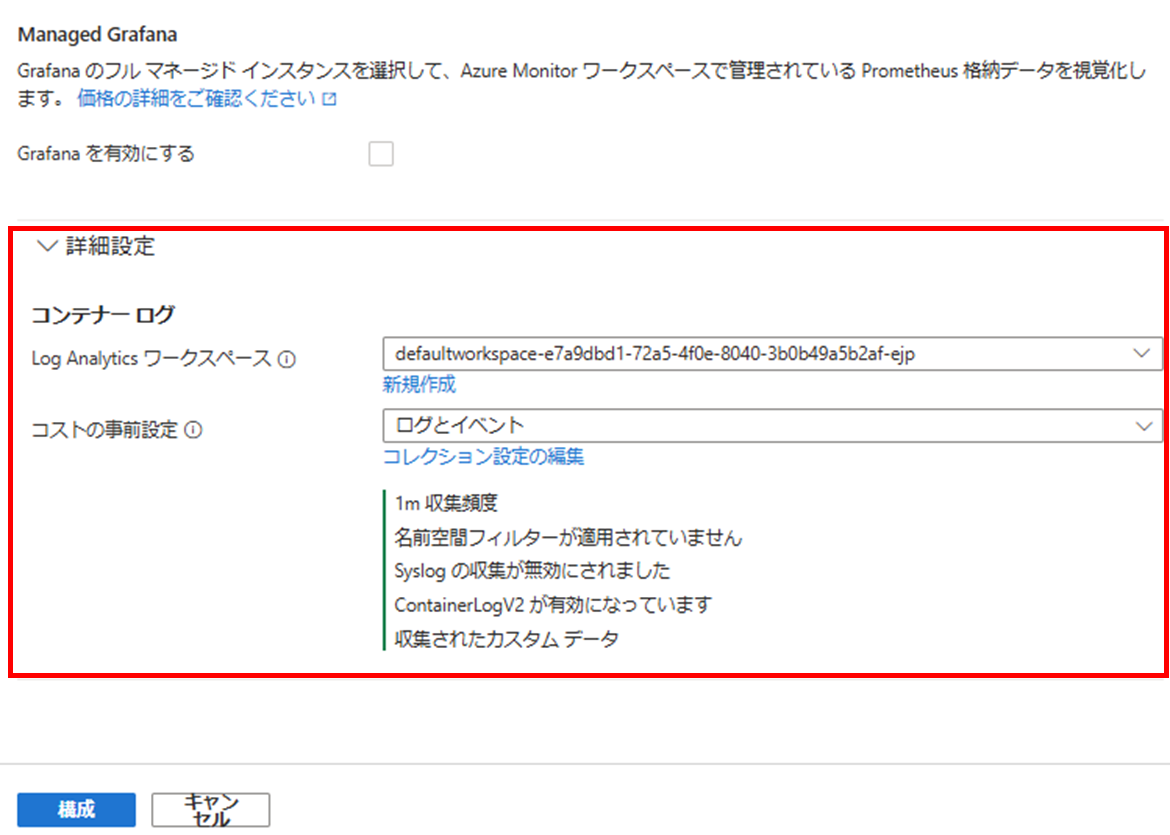 Managed Grafana
Grafana のフル マネージド インスタンスを選択して、Azure Monitor ワークスペースで管理されている Prometheus 格納データを視覚化し
ます。 価格の詳細をご確認ください
Grafana を有効にする
詳細設定
コンテナー ログ
Log Analytics ワークスペース
defaultworkspace-e7a9dbd1-72a5-4f0e-8040-3b0b49a5b2af-ejp
新規作成
コストの事前設定
ログとイベント
コレクション設定の編集
1m 収集頻度
名前空間フィルターが適用されていません
Syslog の収集が無効にされました
ContainerLogV2 が有効になっています
収集されたカスタム データ
構成
キャン
セル